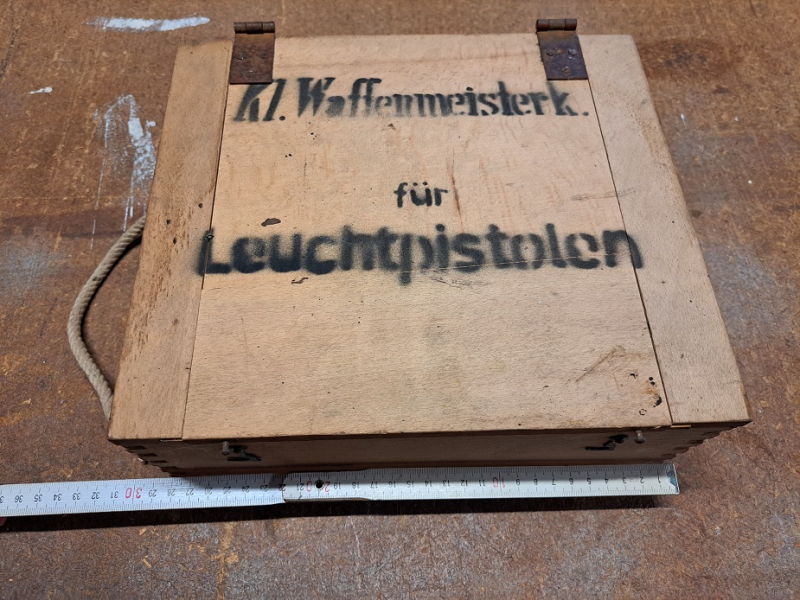 Kl. Waffenmeisterk.
für
Leuchtpistolen